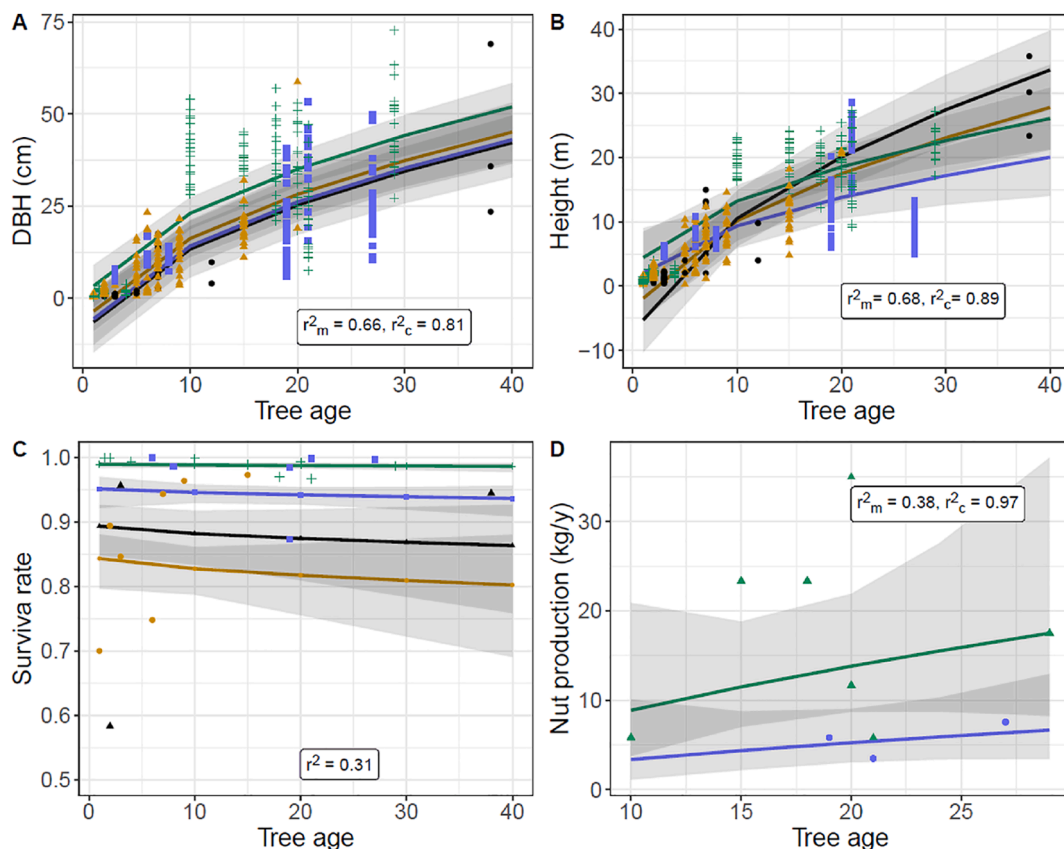 A
75
50
25
0
DBH (cm)
r²m = 0.66, r²c = 0.81
0 10 20 30 40
Tree age
B
40
30
20
10
0
−10
Height (m)
r²m = 0.68, r²c = 0.89
0 10 20 30 40
Tree age
C
1.0
0.9
0.8
0.7
0.6
0.5
Surviva rate
r² = 0.31
0 10 20 30 40
Tree age
D
30
20
10
0
Nut production (kg/y)
r²m = 0.38, r²c = 0.97
10 15 20 25
Tree age